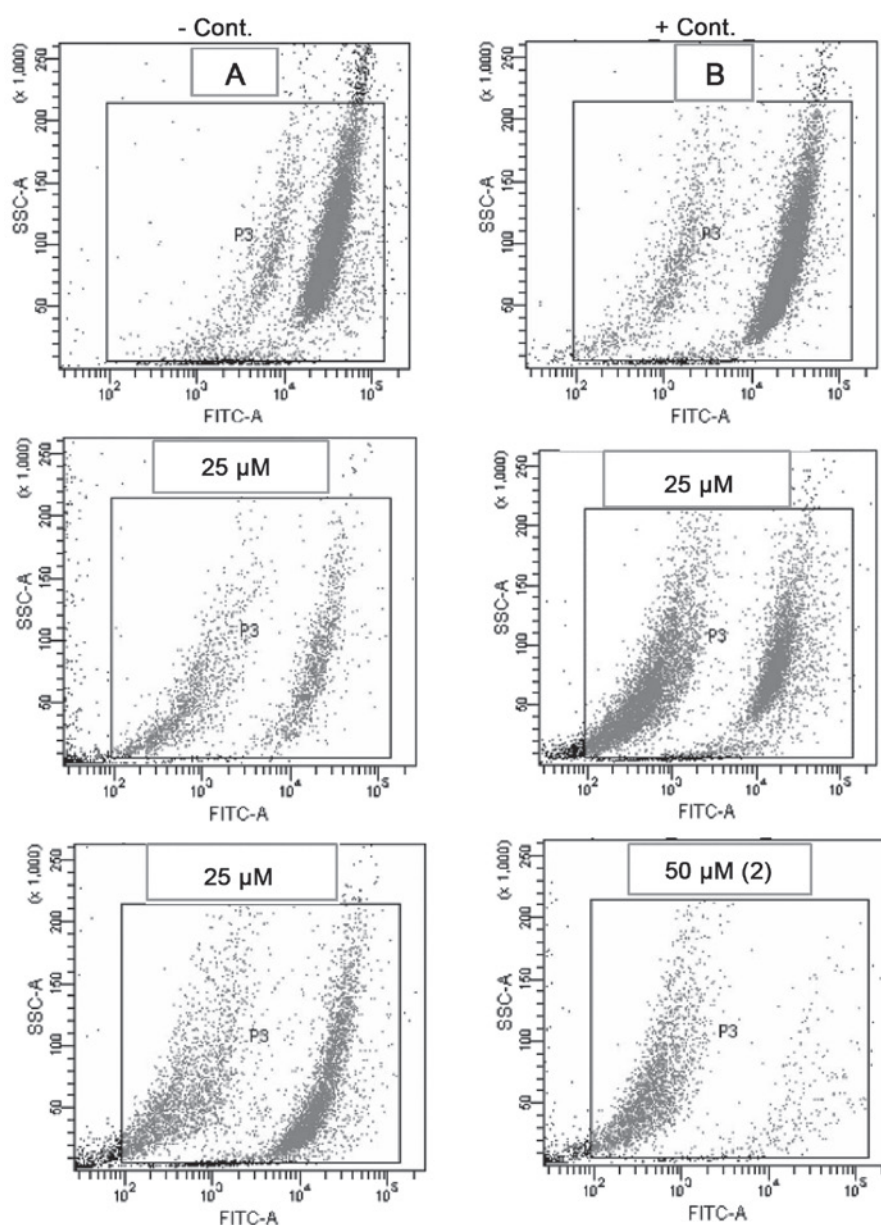 - Cont.
A
(x 1,000)
SSC-A
50 100 150 200 250
P3
10² 10³ 10⁴ 10⁵
FITC-A
+ Cont.
B
(x 1,000)
SSC-A
50 100 150 200 250
P3
10² 10³ 10⁴ 10⁵
FITC-A
25 µM
(x 1,000)
SSC-A
50 100 150 200 250
P3
10² 10³ 10⁴ 10⁵
FITC-A
25 µM
(x 1,000)
SSC-A
50 100 150 200 250
P3
10² 10³ 10⁴ 10⁵
FITC-A
25 µM
(x 1,000)
SSC-A
50 100 150 200 250
P3
10² 10³ 10⁴ 10⁵
FITC-A
50 µM (2)
(x 1,000)
SSC-A
50 100 150 200 250
P3
10² 10³ 10⁴ 10⁵
FITC-A